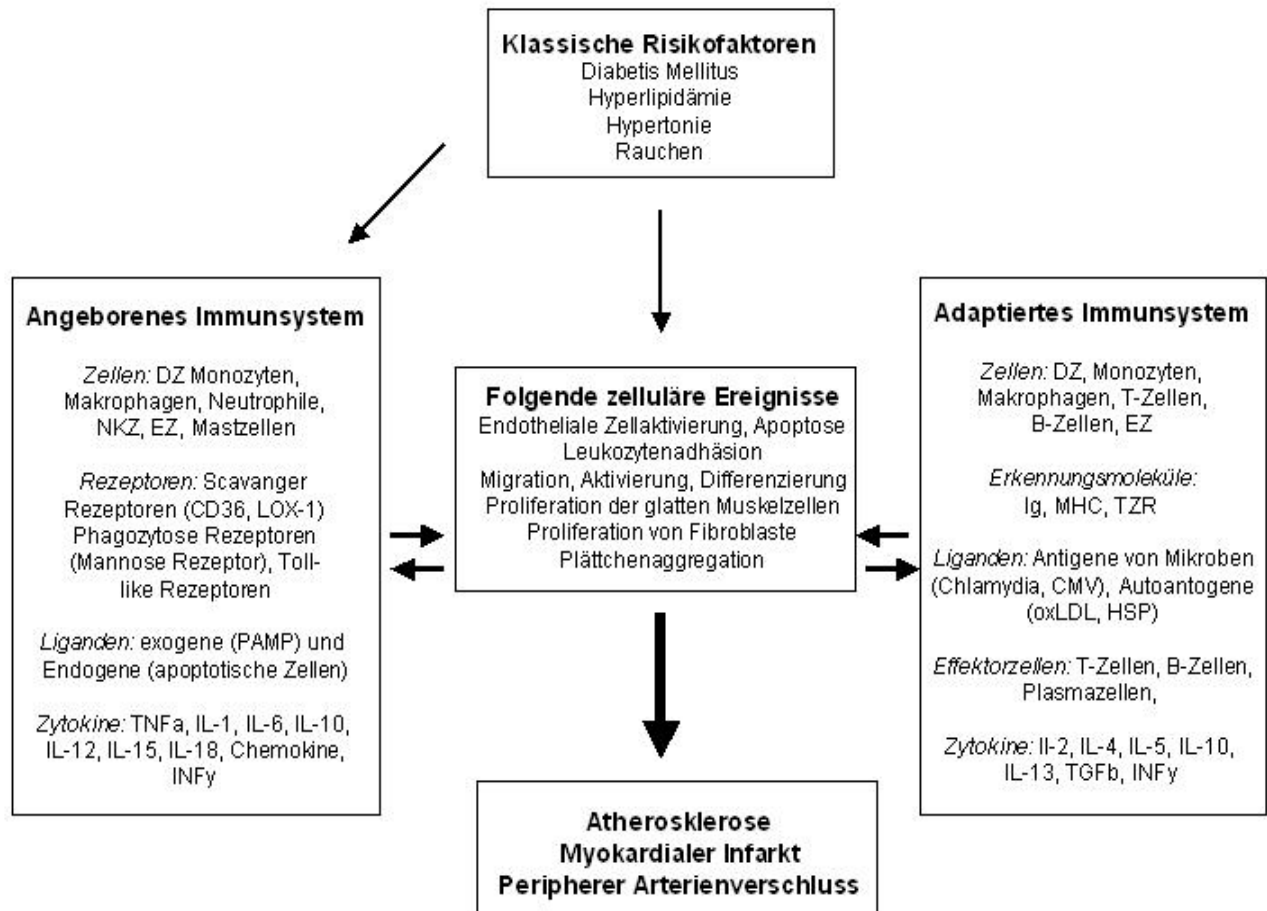 Klassische Risikofaktoren
Diabetis Mellitus
Hyperlipidämie
Hypertonie
Rauchen
Angeborenes Immunsystem
Zellen: DZ Monozyten,
Makrophagen, Neutrophile,
NKZ, EZ, Mastzellen
Rezeptoren: Scavanger
Rezeptoren (CD36, LOX-1)
Phagozytose Rezeptoren
(Mannose Rezeptor), Toll-
like Rezeptoren
Liganden: exogene (PAMP) und
Endogene (apoptotische Zellen)
Zytokine: TNFa, IL-1, IL-6, IL-10,
IL-12, IL-15, IL-18, Chemokine,
INFy
Folgende zelluläre Ereignisse
Endotheliale Zellaktivierung, Apoptose
Leukozytenadhäsion
Migration, Aktivierung, Differenzierung
Proliferation der glatten Muskelzellen
Proliferation von Fibroblaste
Plättchenaggregation
Adaptiertes Immunsystem
Zellen: DZ, Monozyten,
Makrophagen, T-Zellen,
B-Zellen, EZ
Erkennungsmoleküle:
Ig, MHC, TZR
Liganden: Antigene von Mikroben
(Chlamydia, CMV), Autoantogene
(oxLDL, HSP)
Effektorzellen: T-Zellen, B-Zellen,
Plasmazellen,
Zytokine: Il-2, IL-4, IL-5, IL-10,
IL-13, TGFb, INFy
Atherosklerose
Myokardialer Infarkt
Peripherer Arterienverschluss